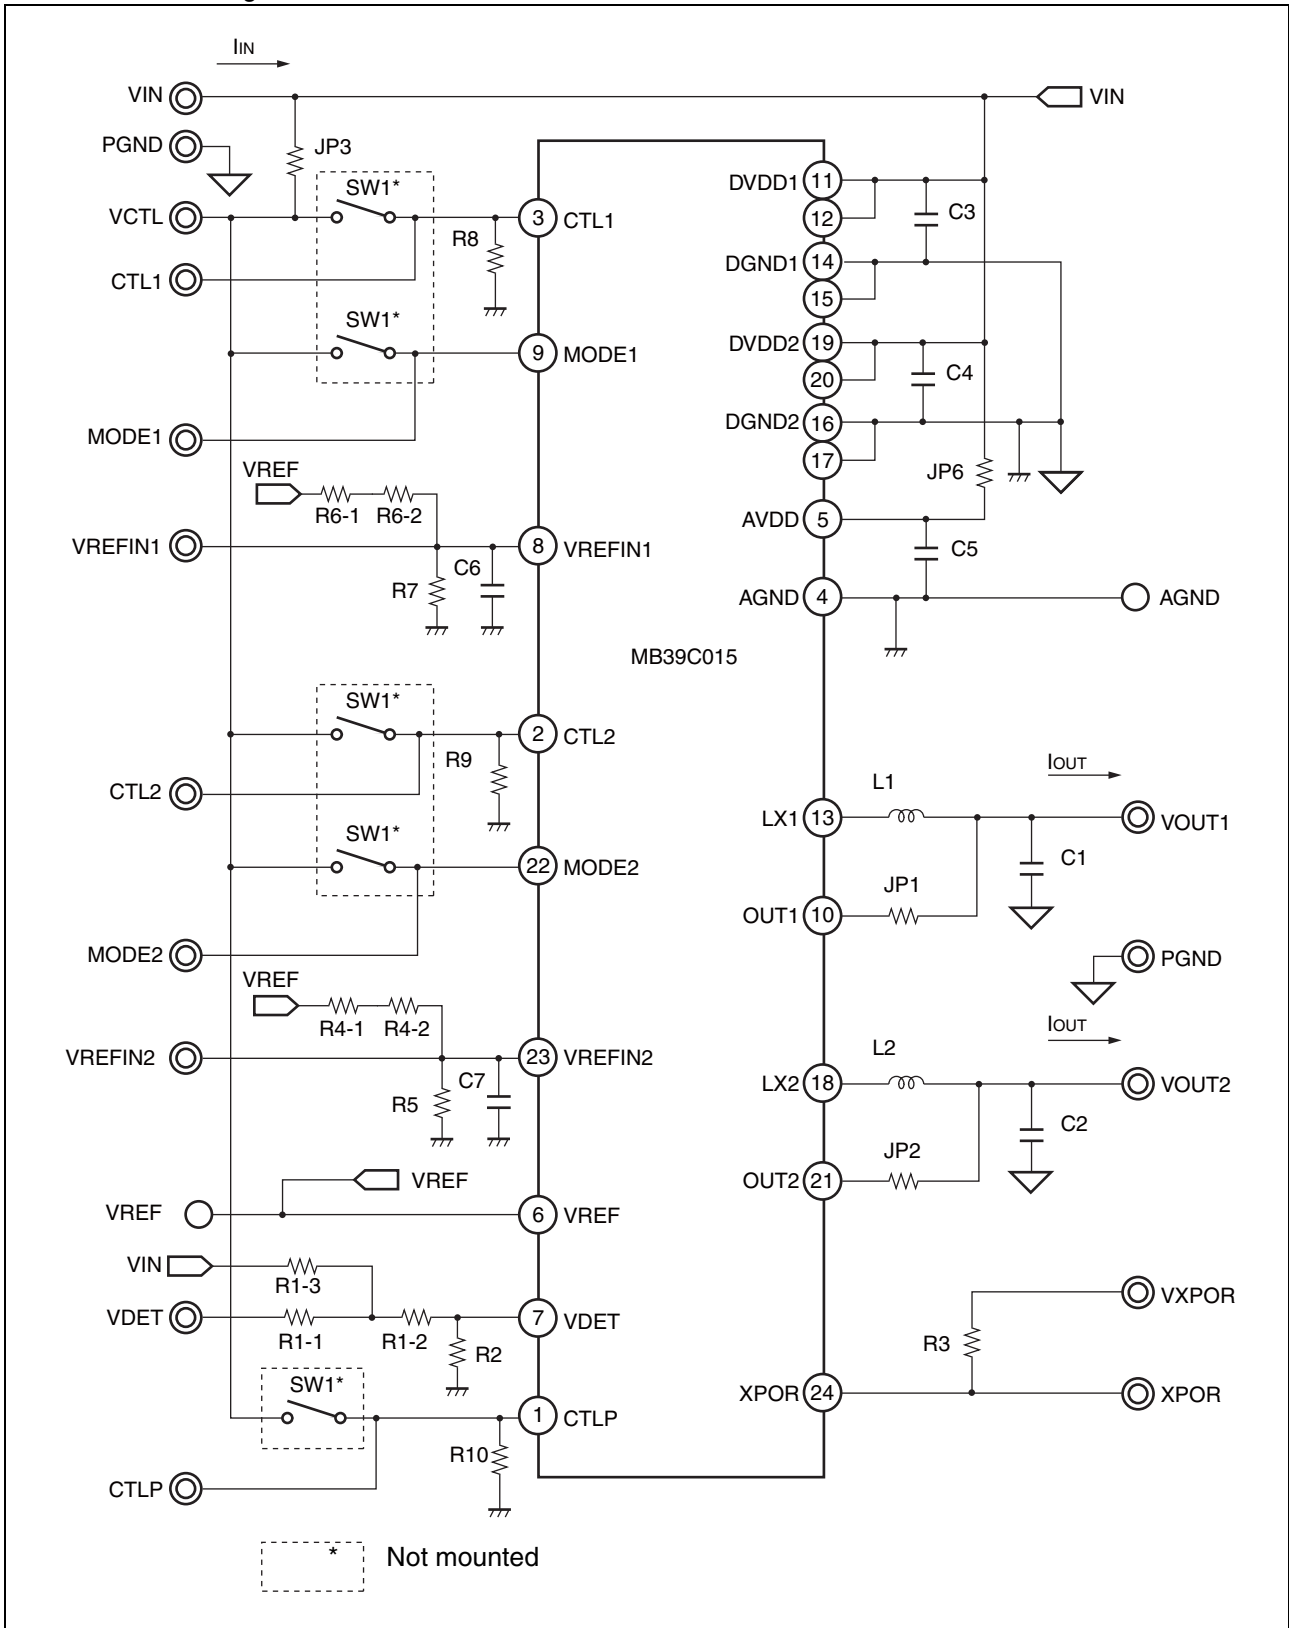 IIN
VIN
VIN
PGND
JP3
SW1*
VCTL
3
CTL1
R8
CTL1
SW1*
9
MODE1
MODE1
VREF
R6-1
R6-2
VREFIN1
8
VREFIN1
C6
R7
MB39C015
SW1*
2
CTL2
R9
CTL2
SW1*
22
MODE2
MODE2
VREF
R4-1
R4-2
VREFIN2
23
VREFIN2
C7
R5
VREF
VREF
6
VREF
VIN
R1-3
VDET
R1-1
R1-2
7
VDET
R2
SW1*
1
CTLP
R10
CTLP
DVDD1
11
12
C3
DGND1
14
15
DVDD2
19
20
C4
DGND2
16
17
JP6
AVDD
5
C5
AGND
4
AGND
IOUT
L1
LX1
13
VOUT1
C1
JP1
OUT1
10
PGND
IOUT
L2
LX2
18
VOUT2
C2
JP2
OUT2
21
VXPOR
R3
XPOR
24
XPOR
* Not mounted